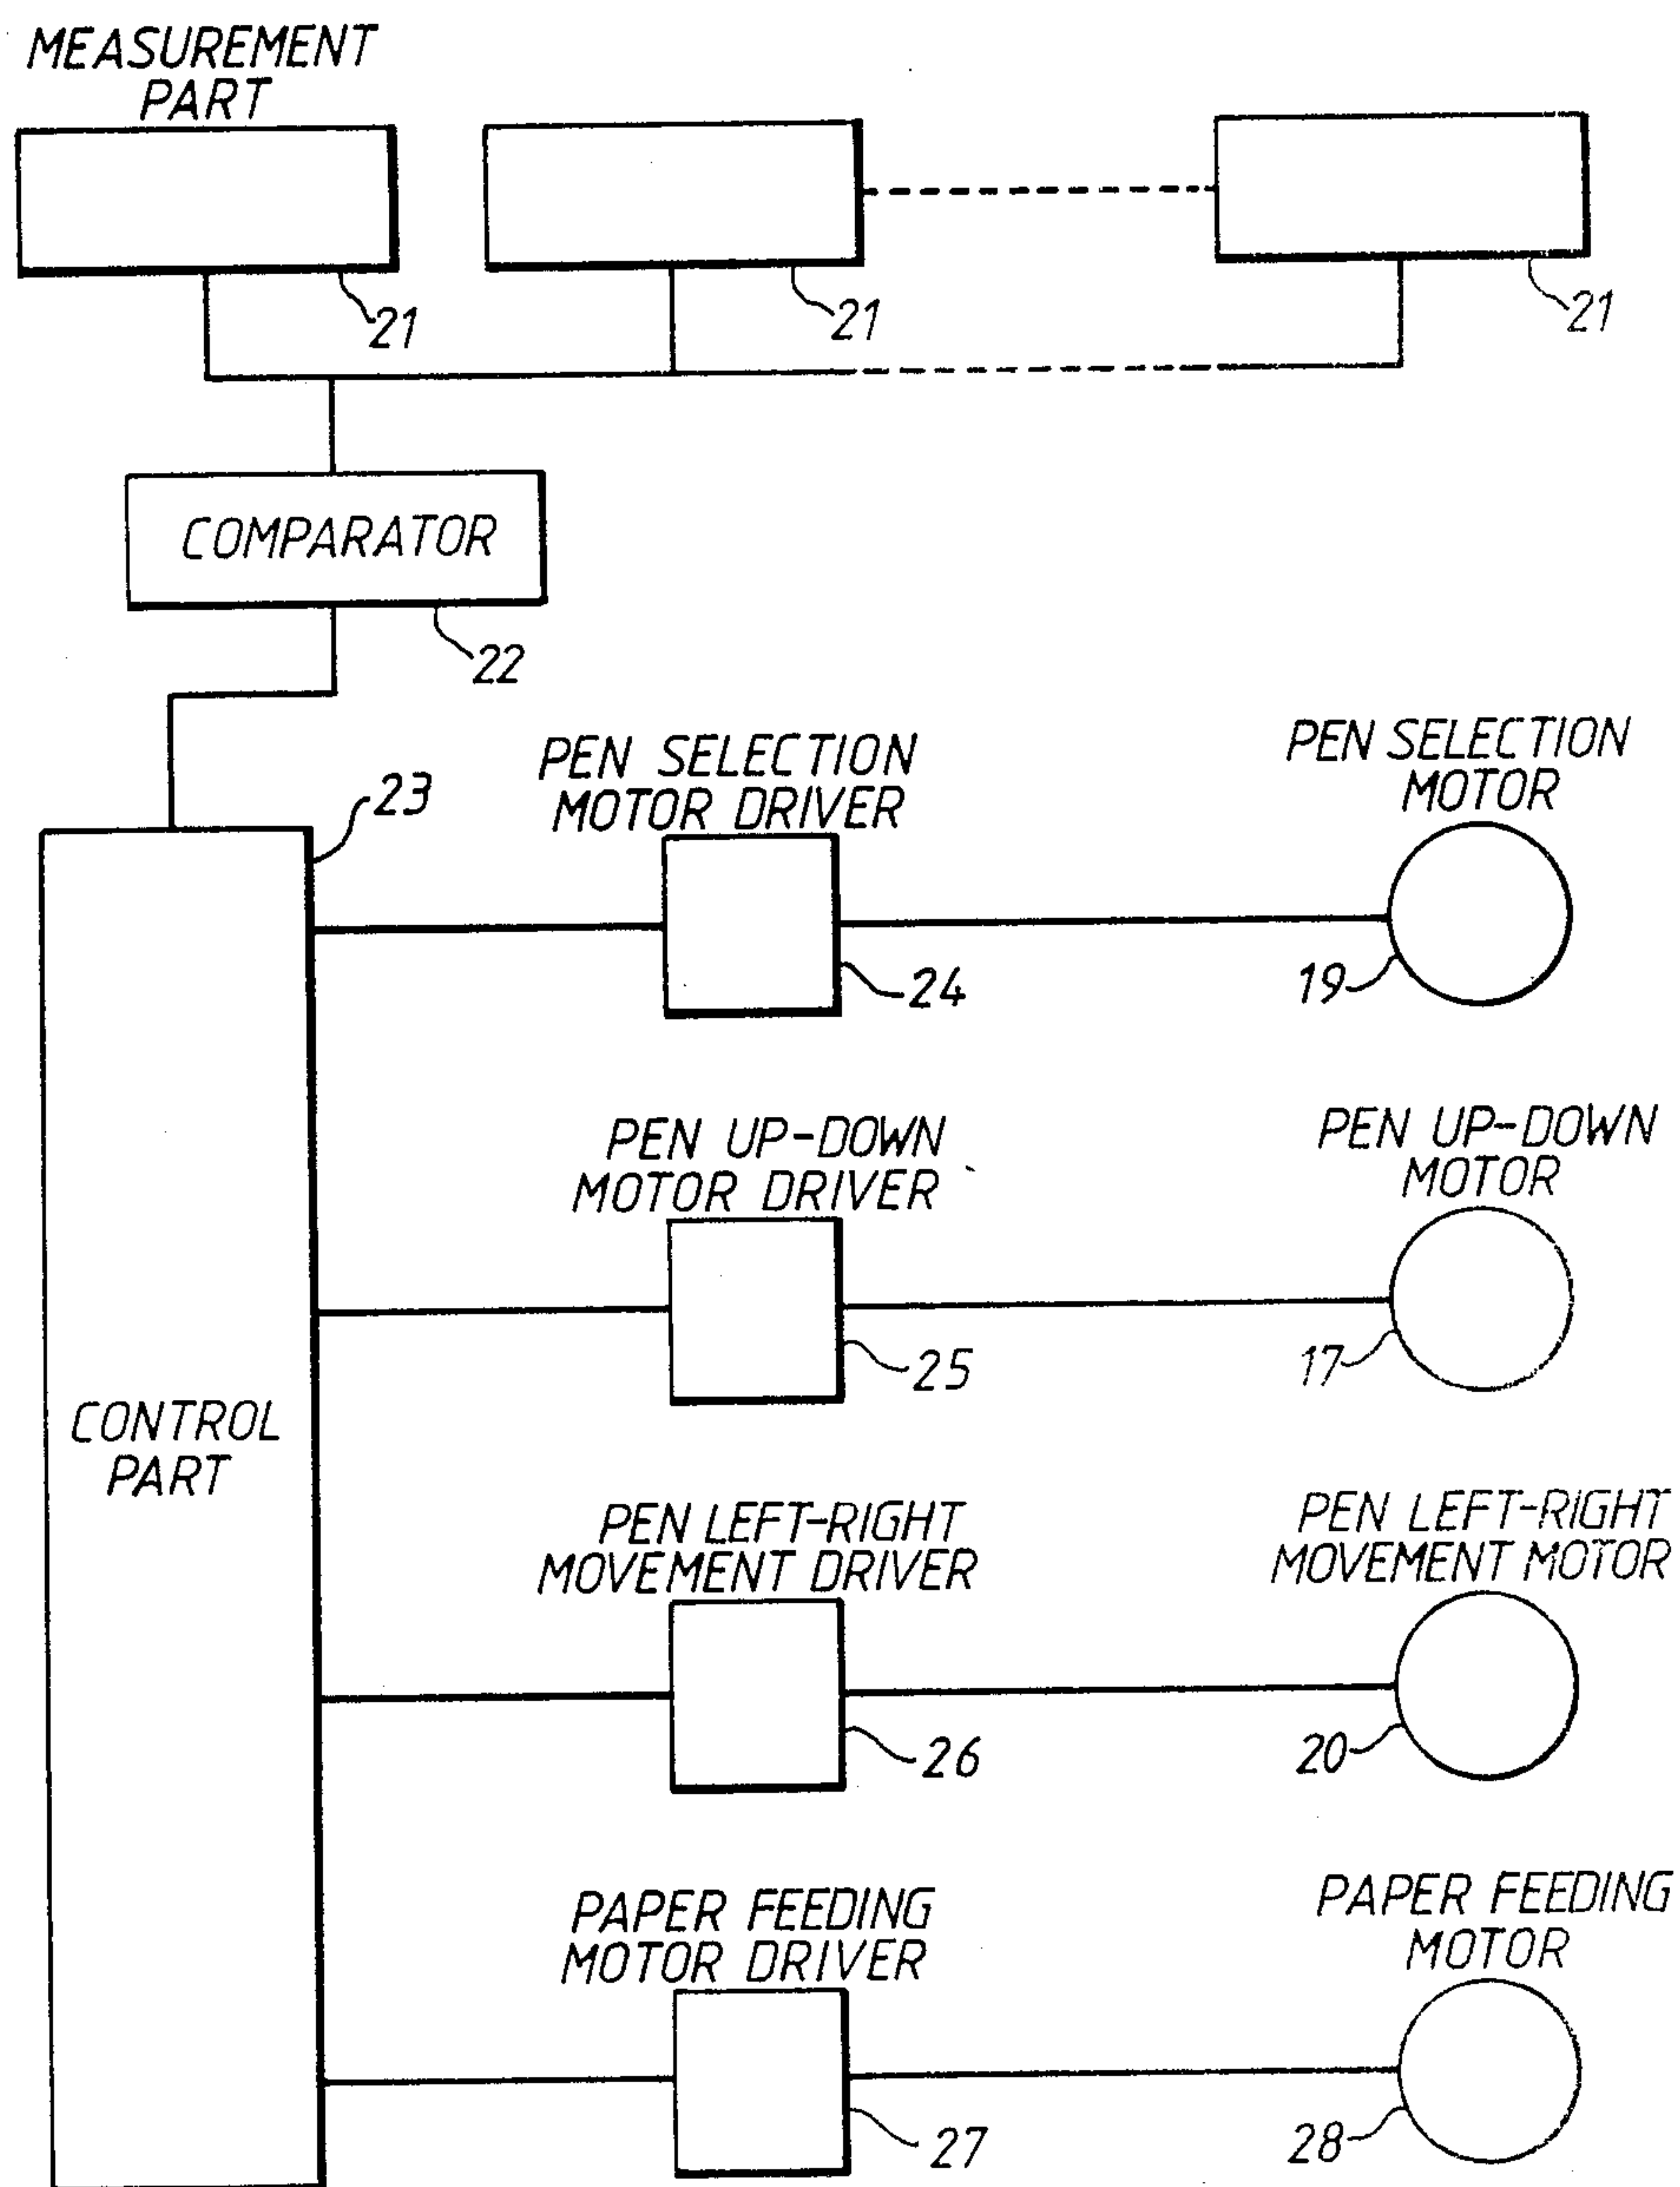 MEASUREMENT
PART
21
21
21
COMPARATOR
22
23
PEN SELECTION
MOTOR DRIVER
PEN SELECTION
MOTOR
24
19
PEN UP-DOWN
MOTOR DRIVER
PEN UP-DOWN
MOTOR
25
17
CONTROL
PART
PEN LEFT-RIGHT
MOVEMENT DRIVER
PEN LEFT-RIGHT
MOVEMENT MOTOR
26
20
PAPER FEEDING
MOTOR DRIVER
PAPER FEEDING
MOTOR
27
28